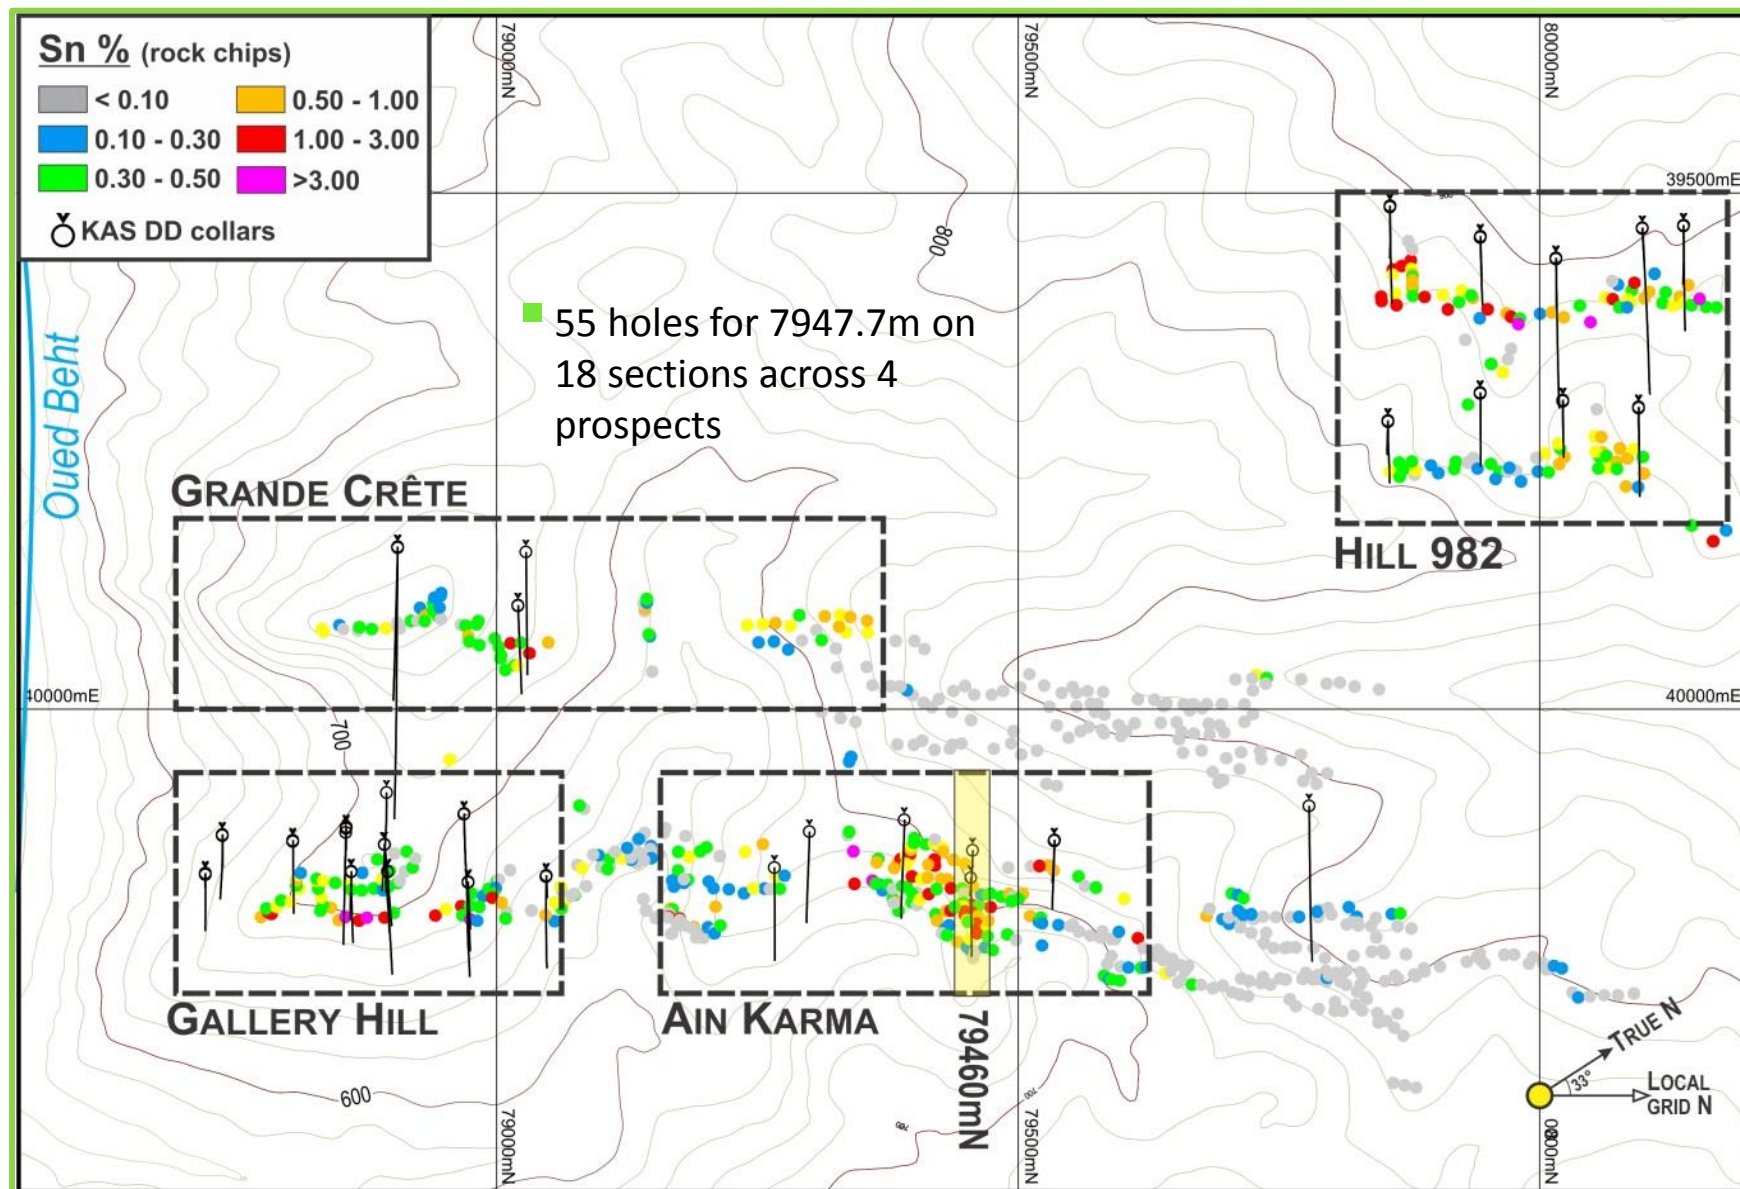 Sn % (rock chips)
< 0.10
0.50 - 1.00
0.10 - 0.30
1.00 - 3.00
0.30 - 0.50
>3.00
KAS DD collars
79000mN
79500mN
80000mN
39500mE
900
800
Oued Beht
55 holes for 7947.7m on
18 sections across 4
prospects
GRANDE CRÊTE
HILL 982
40000mE
40000mE
700
GALLERY HILL
AIN KARMA
79460mN
TRUE N
33°
LOCAL
GRID N
600
700
700
79000mN
79500mN